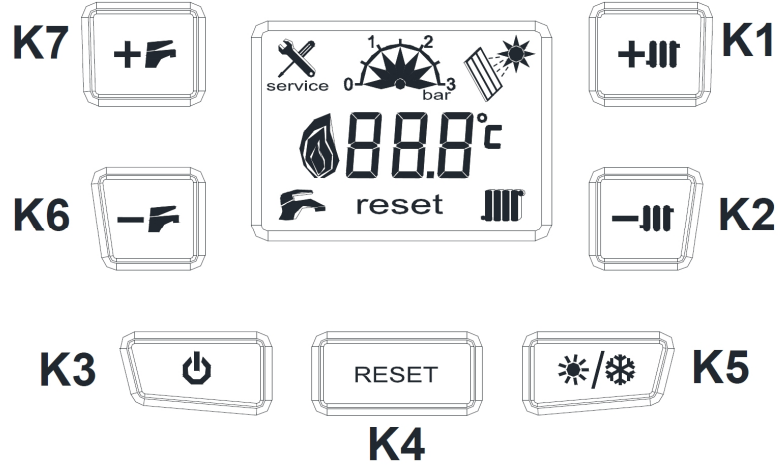 K7
+
service
0 1 2 3
bar
+
K1
88.8°c
K6
−
reset
−
K2
K3
RESET
/
K5
K4